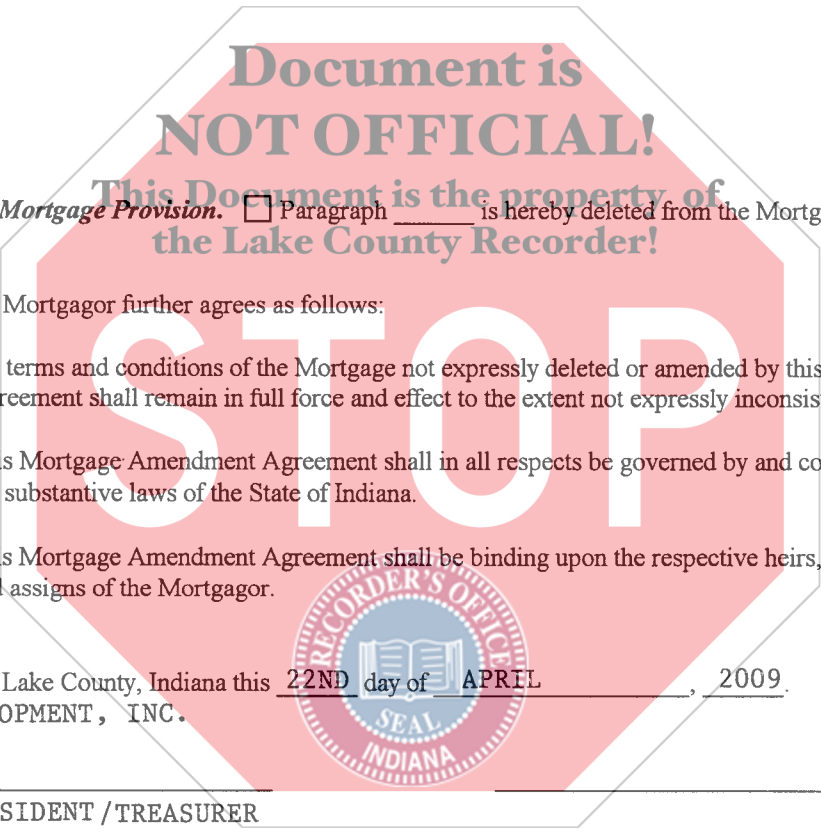 Document is
NOT OFFICIAL!
This Document is the property of
Mortgage Provision. Paragraph ______ is hereby deleted from the Mortg
the Lake County Recorder!
Mortgagor further agrees as follows:
STOP
terms and conditions of the Mortgage not expressly deleted or amended by this
reement shall remain in full force and effect to the extent not expressly inconsis
s Mortgage Amendment Agreement shall in all respects be governed by and co
substantive laws of the State of Indiana.
s Mortgage Amendment Agreement shall be binding upon the respective heirs,
assigns of the Mortgagor.
RECORDER'S OFFICE
Lake County, Indiana this 22ND day of APRIL, 2009.
OPMENT, INC.
SEAL
INDIANA
SIDENT/TREASURER